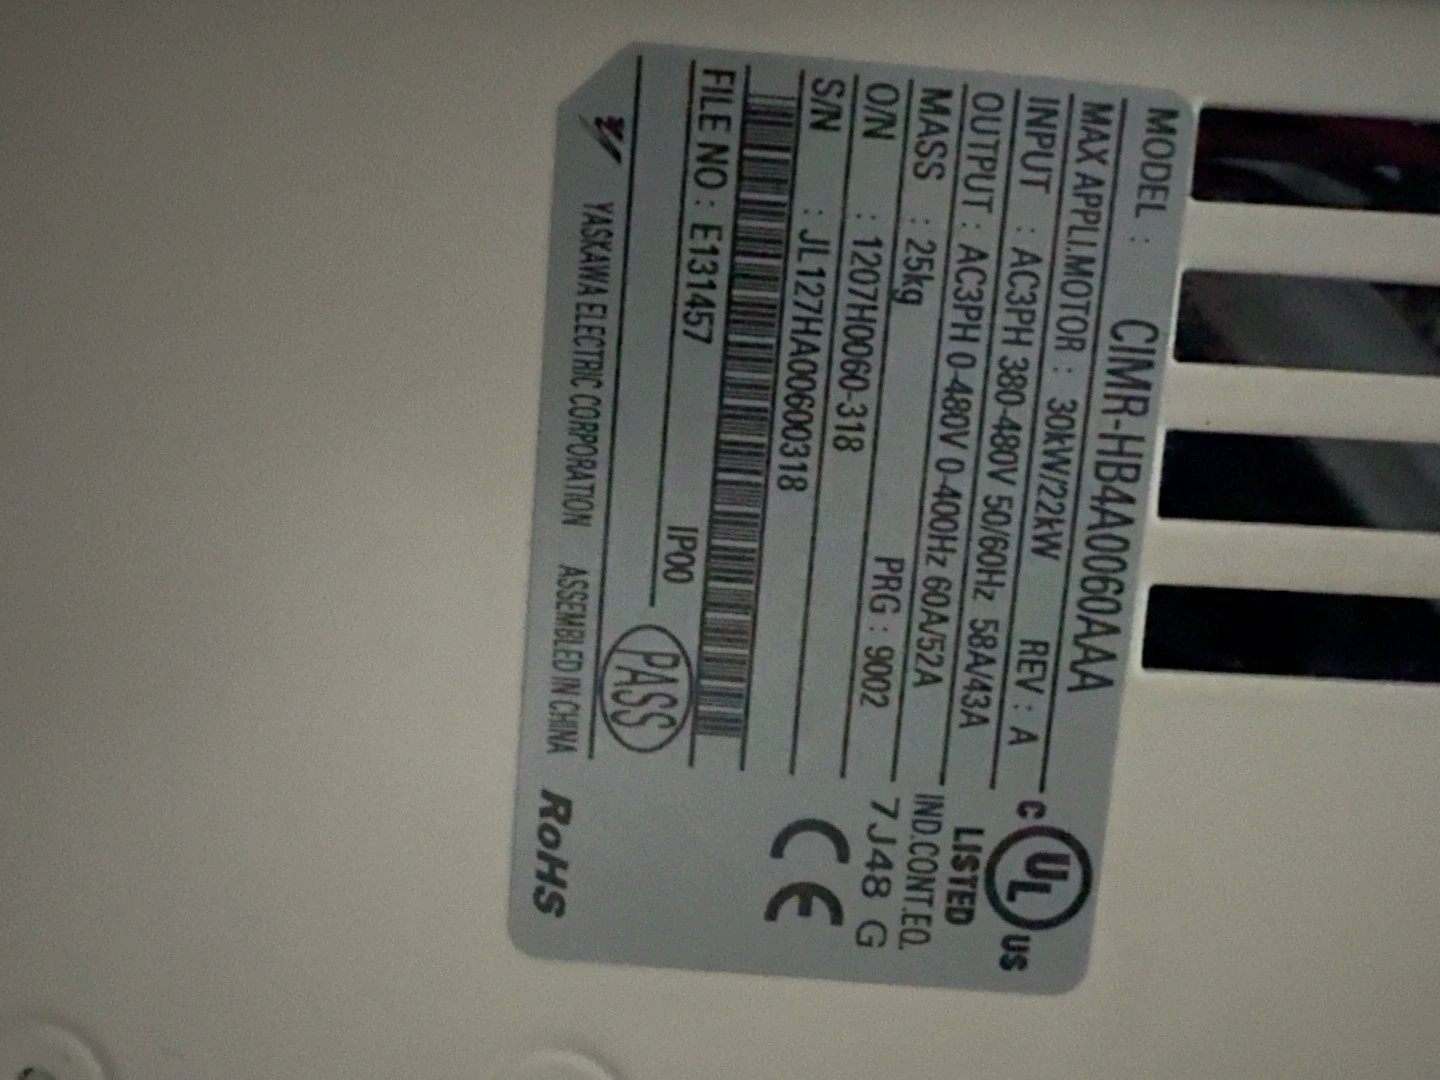 MODEL : CIMR-HB4A0060AAA
MAX APPLI.MOTOR : 30kW/22kW REV : A
INPUT : AC3PH 380-480V 50/60Hz 58A/43A
OUTPUT : AC3PH 0-480V 0-400Hz 60A/52A
MASS : 25kg PRG : 9002
O/N : 1207H0060-318
S/N : JL127HA00600318
FILE NO : E131457 IP00
PASS
YASKAWA ELECTRIC CORPORATION ASSEMBLED IN CHINA
C UL US
LISTED
IND.CONT.EQ.
7J48 G
CE
RoHS